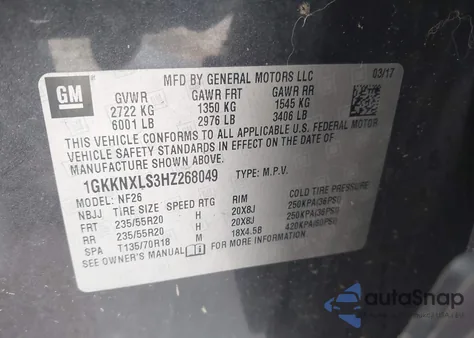 GM
MFD BY GENERAL MOTORS LLC 03/17
GVWR GAWR FRT GAWR RR
2722 KG 1350 KG 1545 KG
6001 LB 2976 LB 3406 LB
THIS VEHICLE CONFORMS TO ALL APPLICABLE U.S. FEDERAL MOTOR
VEHICLE SAFETY STANDARDS IN EFFECT ON THE DATE OF
MANUFACTURE SHOWN ABOVE.
1GKKNXLS3HZ268049 TYPE: M.P.V.
MODEL: NF26
NBJJ TIRE SIZE SPEED RTG RIM COLD TIRE PRESSURE
FRT 235/55R20 H 20X8J 250KPA(36PSI)
RR 235/55R20 H 20X8J 250KPA(36PSI)
SPA T135/70R18 M 18X4.5B 420KPA(60PSI)
SEE OWNER'S MANUAL
autoSnap